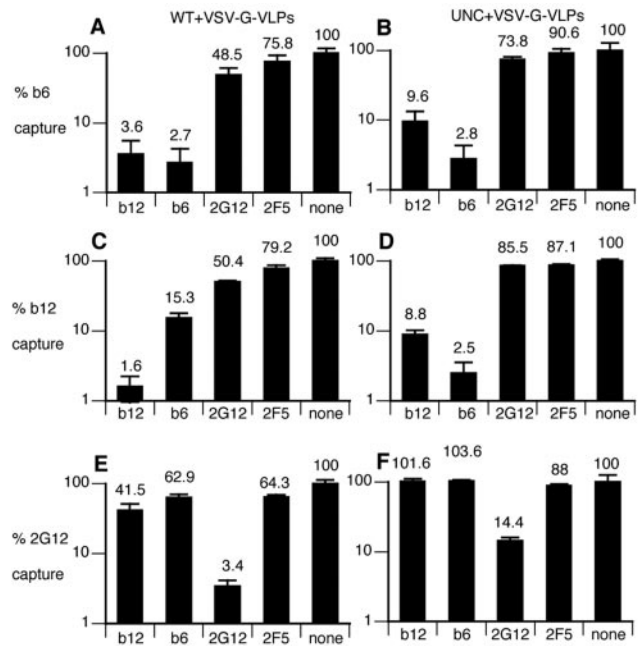 WT+VSV-G-VLPs
UNC+VSV-G-VLPs
A
% b6
capture
100
10
1
3.6
2.7
48.5
75.8
100
b12 b6 2G12 2F5 none
B
100
10
1
9.6
2.8
73.8
90.6
100
b12 b6 2G12 2F5 none
C
% b12
capture
100
10
1
1.6
15.3
50.4
79.2
100
b12 b6 2G12 2F5 none
D
100
10
1
8.8
2.5
85.5
87.1
100
b12 b6 2G12 2F5 none
E
% 2G12
capture
100
10
1
41.5
62.9
3.4
64.3
100
b12 b6 2G12 2F5 none
F
100
10
1
101.6
103.6
14.4
88
100
b12 b6 2G12 2F5 none